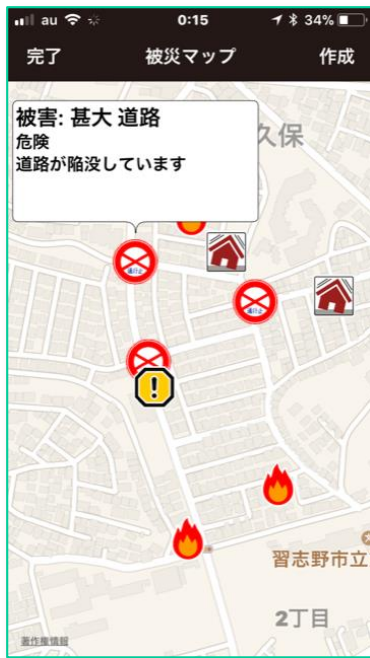 au 0:15 34%
完了 被災マップ 作成
被害: 甚大 道路
危険
道路が陥没しています
久保
習志野市立
2丁目
著作権情報